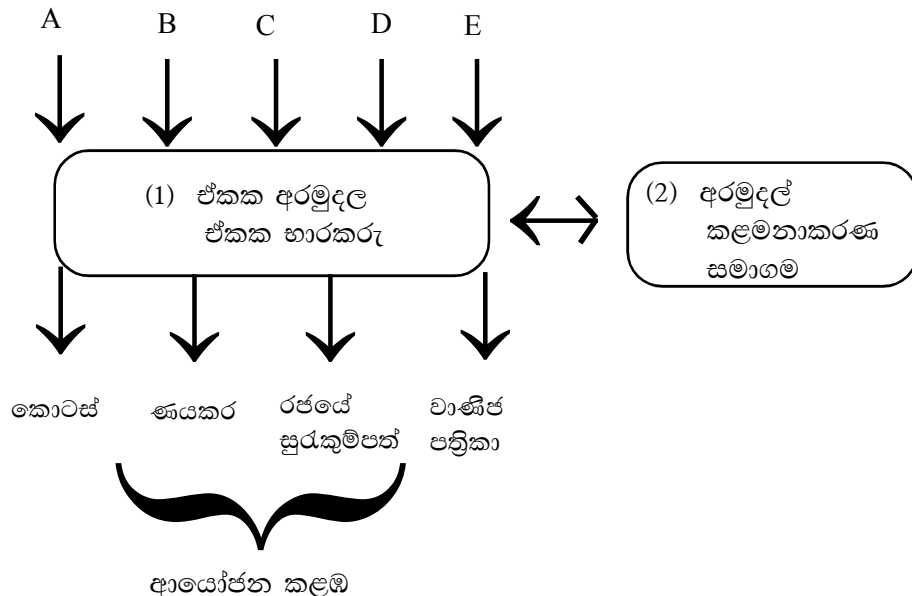 A B C D E
(1) ඒකක අරමුදල
ඒකක භාරකරු
(2) අරමුදල්
කළමනාකරණ
සමාගම
කොටස් ණයකර රජයේ වාණිජ
සුරැකුම්පත් පත්‍රිකා
ආයෝජන කළඹ